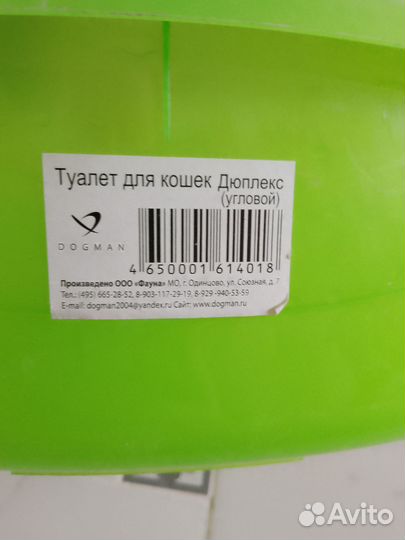 Туалет для кошек Дюплекс
(угловой)
DOGMAN
4 650001 614018
Произведено ООО «Фауна» МО, г. Одинцово, ул. Союзная, д. 7
Тел.: (495) 665-28-52, 8-903-117-29-19, 8-929-940-53-59
E-mail: dogman2004@yandex.ru Сайт: www.dogman.ru
Avito